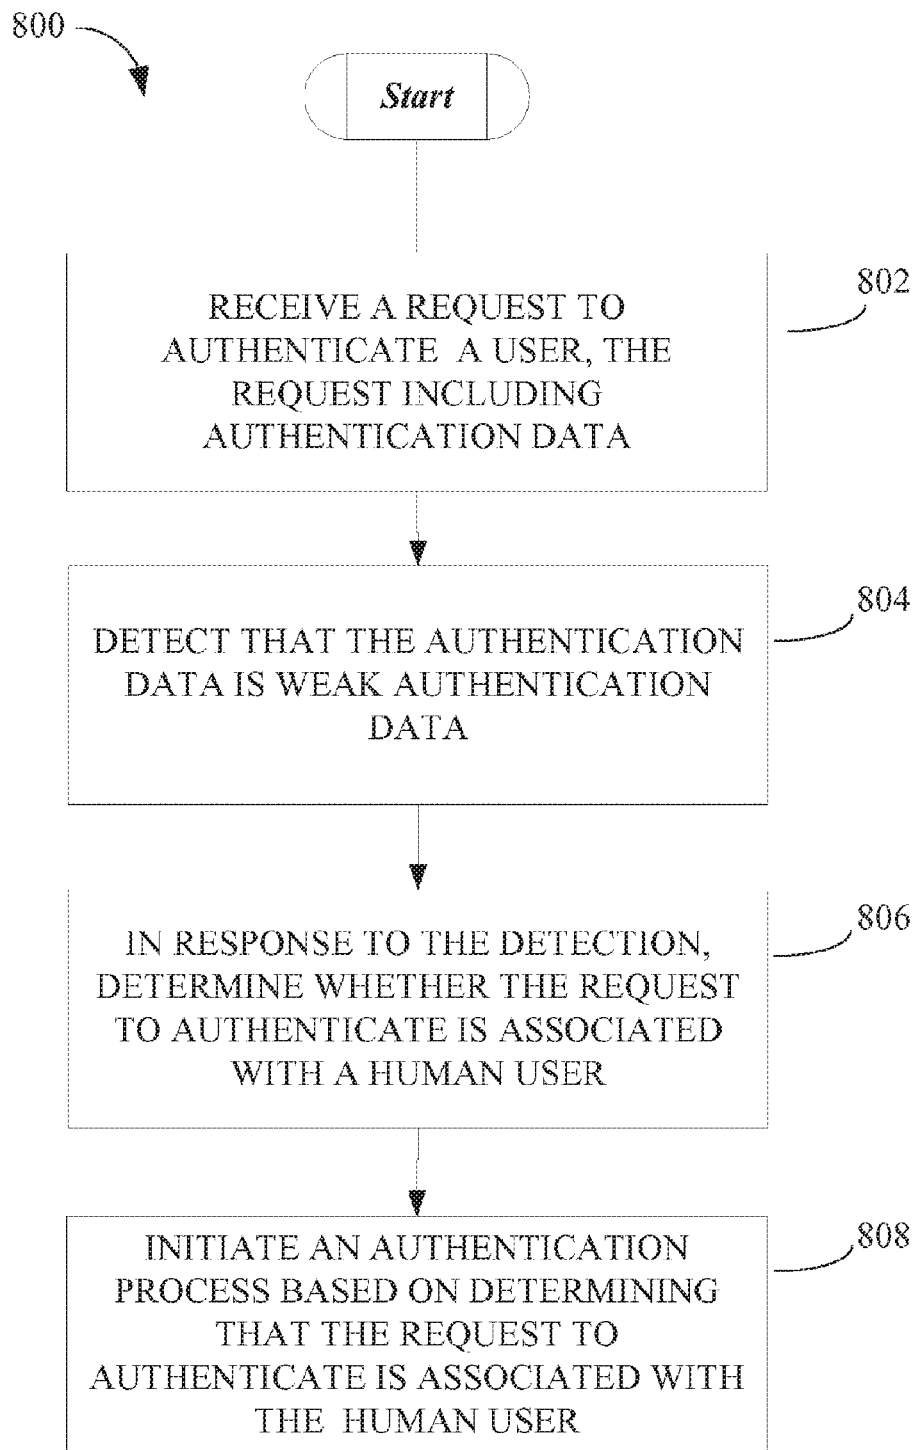 800
Start
802
RECEIVE A REQUEST TO
AUTHENTICATE A USER, THE
REQUEST INCLUDING
AUTHENTICATION DATA
804
DETECT THAT THE AUTHENTICATION
DATA IS WEAK AUTHENTICATION
DATA
806
IN RESPONSE TO THE DETECTION,
DETERMINE WHETHER THE REQUEST
TO AUTHENTICATE IS ASSOCIATED
WITH A HUMAN USER
808
INITIATE AN AUTHENTICATION
PROCESS BASED ON DETERMINING
THAT THE REQUEST TO
AUTHENTICATE IS ASSOCIATED WITH
THE HUMAN USER